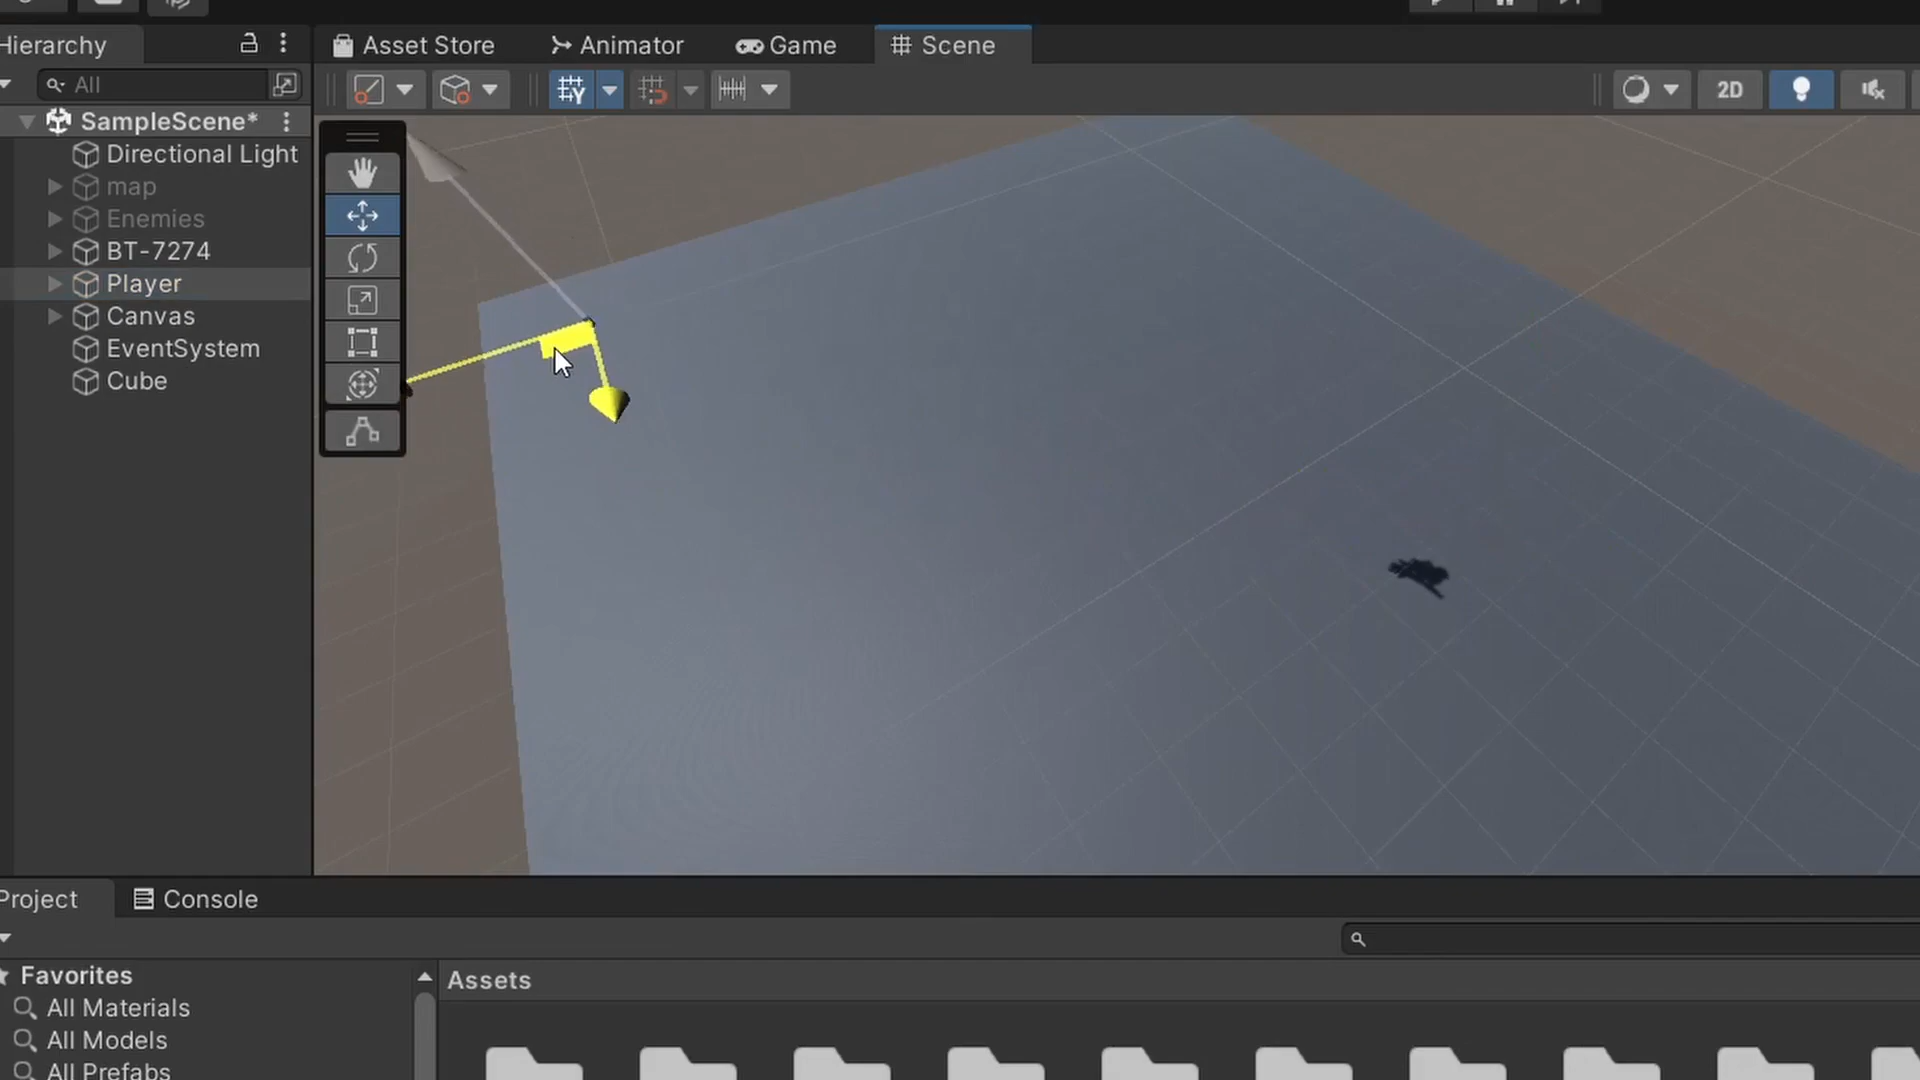 Hierarchy
Asset Store
Animator
Game
Scene
All
2D
SampleScene*
Directional Light
map
Enemies
BT-7274
Player
Canvas
EventSystem
Cube
Project
Console
Favorites
Assets
All Materials
All Models
All Prefabs